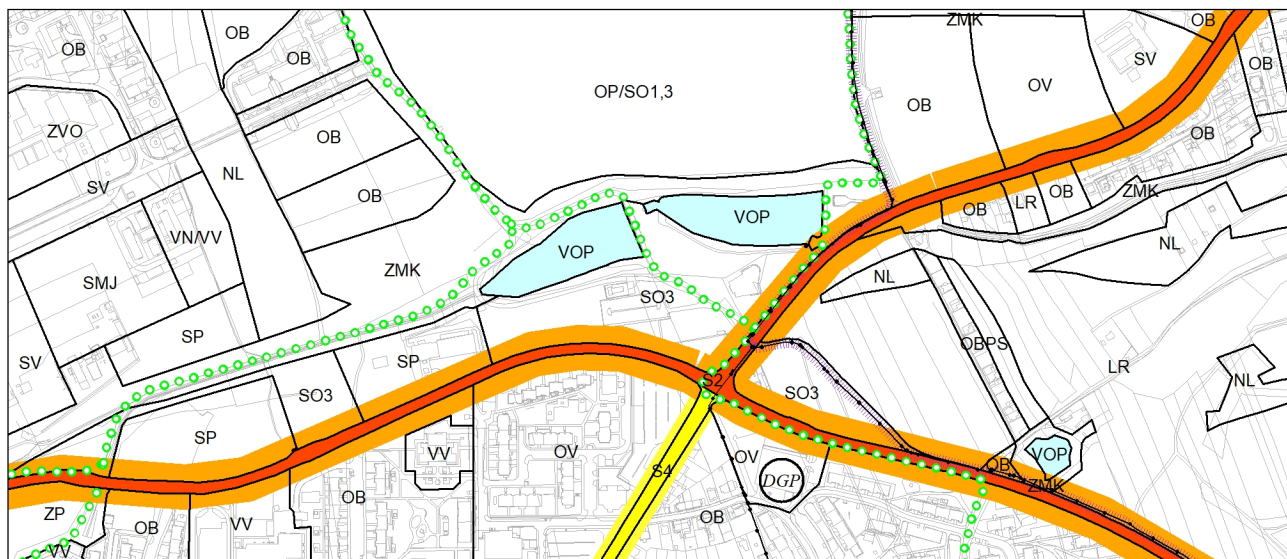 OB
OB
OB
ZMK
OB
OV
SV
OB
OB
OP/SO1,3
OB
OB
ZVO
OB
SV
NL
OB
ZMK
VN/VV
VOP
VOP
OB
LR
OB
NL
SMJ
ZMK
SO3
NL
SP
SV
SP
OBPS
LR
SO3
S2
SO3
NL
SP
VV
OV
S4
OV
DGP
OB
VOP
ZMK
ZP
OB
VV
OB
OB
VV